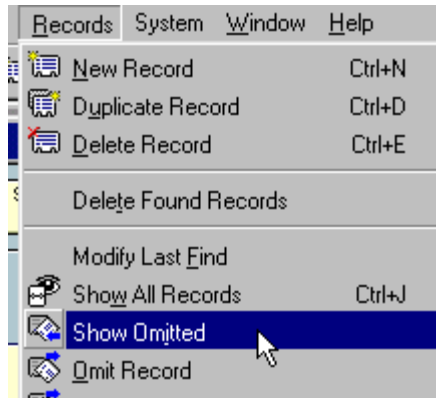 Records System Window Help
New Record Ctrl+N
Duplicate Record Ctrl+D
Delete Record Ctrl+E
Delete Found Records
Modify Last Find
Show All Records Ctrl+J
Show Omitted
Omit Record